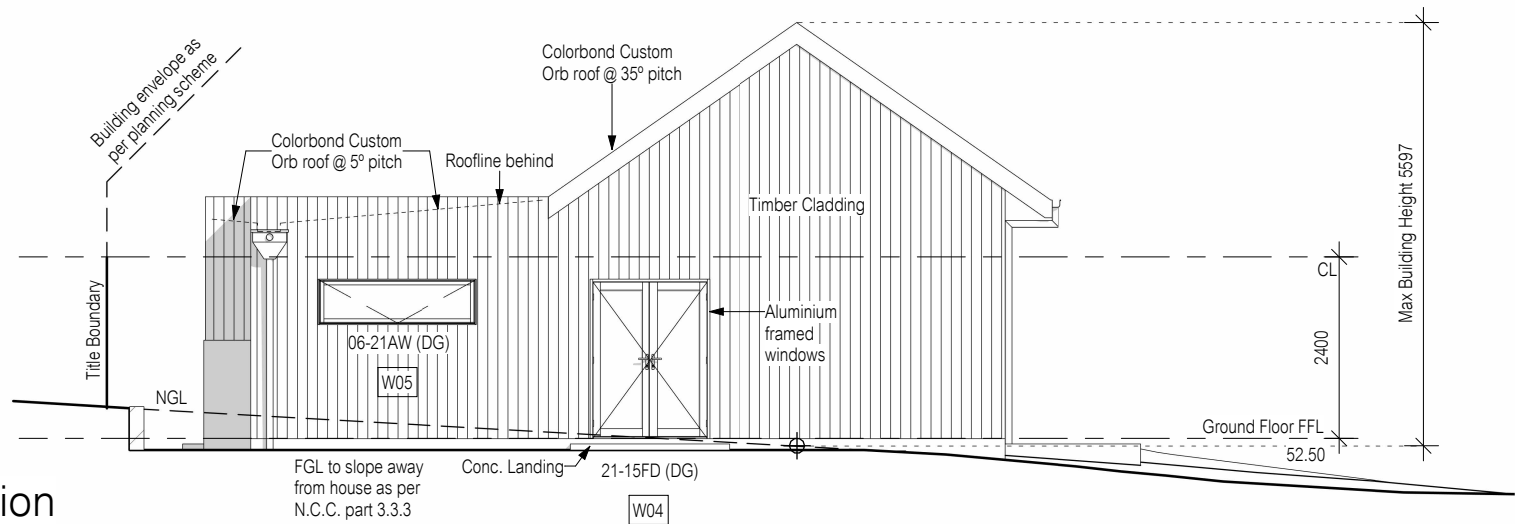 Building envelope as
per planning scheme
Colorbond Custom
Orb roof @ 35º pitch
Colorbond Custom
Orb roof @ 5º pitch
Roofline behind
Timber Cladding
Max Building Height 5597
CL
Title Boundary
Aluminium
framed
windows
2400
06-21AW (DG)
W05
NGL
Ground Floor FFL
52.50
FGL to slope away
from house as per
N.C.C. part 3.3.3
Conc. Landing
21-15FD (DG)
W04
ion